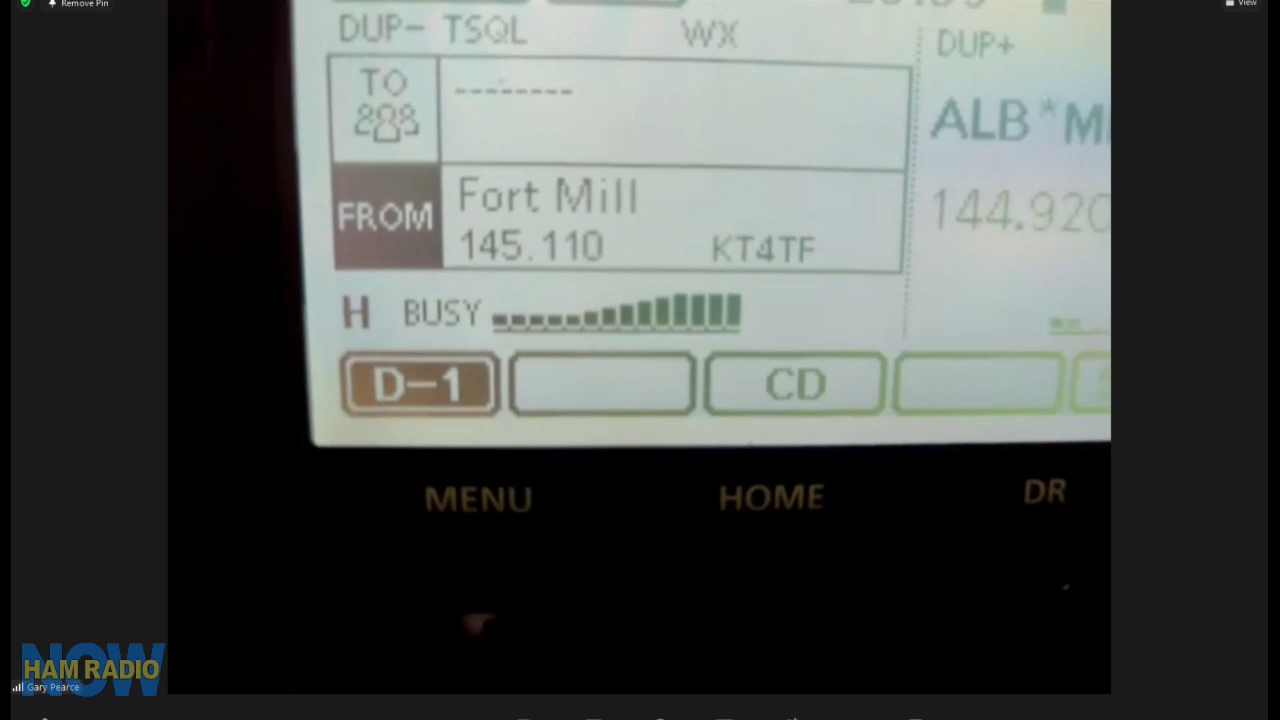 Remove Pin
View
DUP- TSQL WX
DUP+
TO
--------
ALB*M
FROM
Fort Mill
145.110 KT4TF
144.920
H BUSY
D-1
CD
MENU HOME DR
NOW
HAM RADIO
Gary Pearce